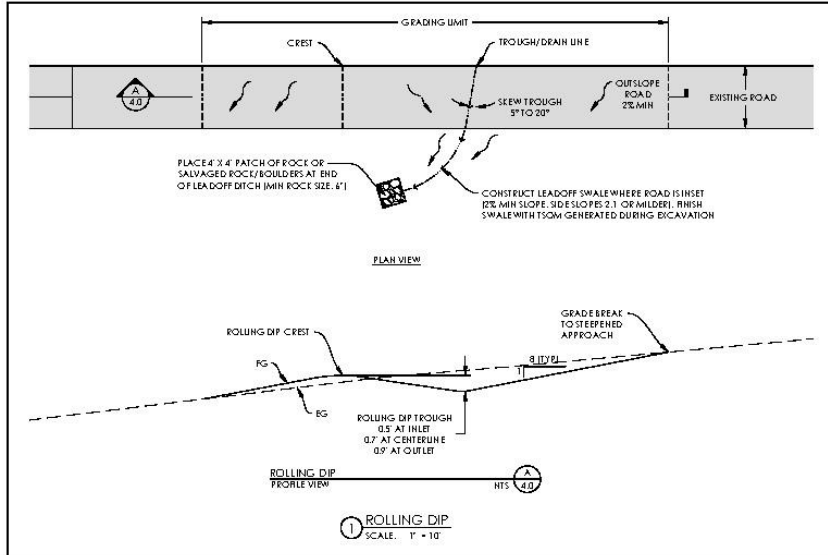 GRADING LIMIT
CREST
TROUGH/DRAIN LINE
A
4.0
SKEW TROUGH
5° TO 20°
OUTSLOPE
ROAD
2% MIN
EXISTING ROAD
PLACE 4' X 4' PATCH OF ROCK OR
SALVAGED ROCK/BOULDERS AT END
OF LEADOFF DITCH (MIN ROCK SIZE. 6")
CONSTRUCT LEADOFF SWALE WHERE ROAD IS INSET
(2% MIN SLOPE. SIDE SLOPES 2.1 OR MILDER). FINISH
SWALE WITH TSOM GENERATED DURING EXCAVATION
PLAN VIEW
GRADE BREAK
TO STEEPENED
APPROACH
ROLLING DIP CREST
8 (TYP)
1
FG
EG
ROLLING DIP TROUGH
0.5' AT INLET
0.7' AT CENTERLINE
0.9' AT OUTLET
ROLLING DIP
PROFILE VIEW
NTS
A
4.0
1 ROLLING DIP
SCALE. 1" = 10'